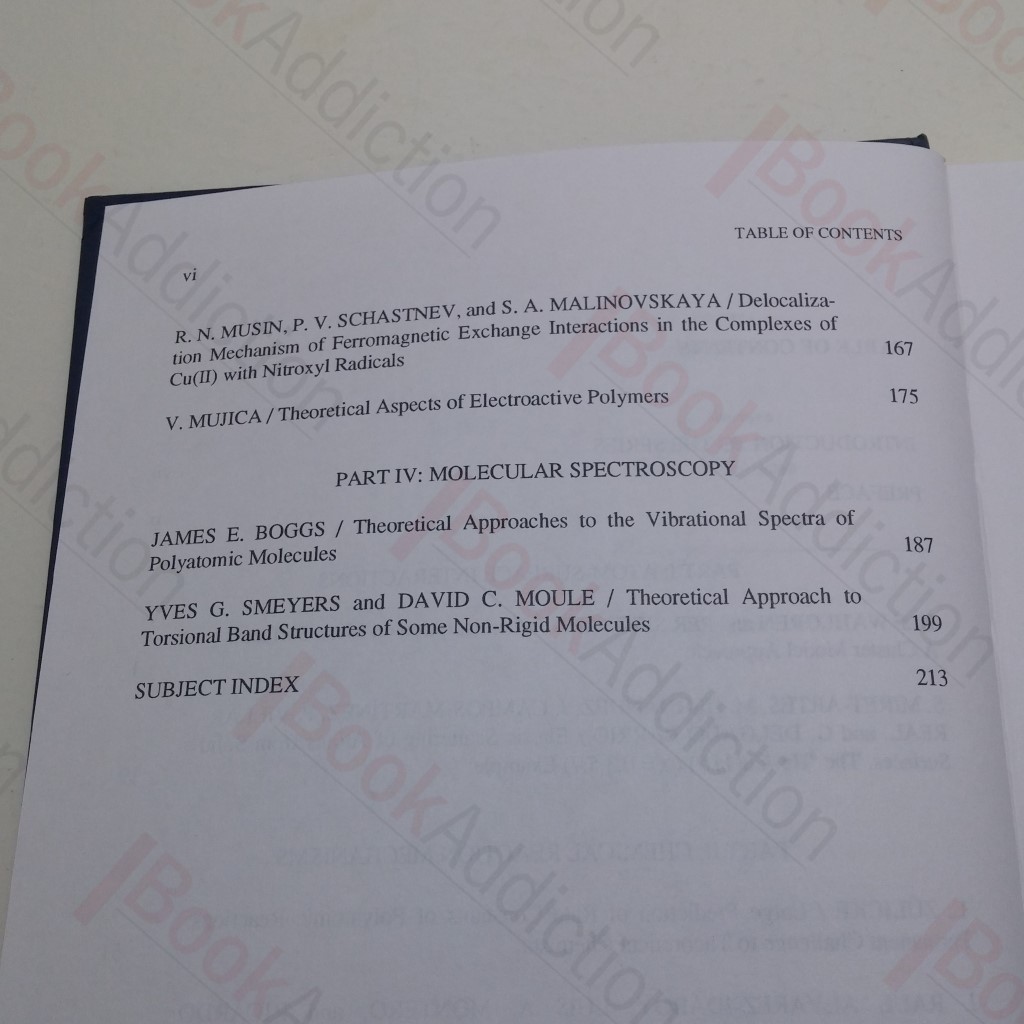 TABLE OF CONTENTS
vi
R. N. MUSIN, P. V. SCHASTNEV, and S. A. MALINOVSKAYA / Delocaliza-
tion Mechanism of Ferromagnetic Exchange Interactions in the Complexes of
Cu(II) with Nitroxyl Radicals 167
V. MUJICA / Theoretical Aspects of Electroactive Polymers 175
PART IV: MOLECULAR SPECTROSCOPY
JAMES E. BOGGS / Theoretical Approaches to the Vibrational Spectra of
Polyatomic Molecules 187
YVES G. SMEYERS and DAVID C. MOULE / Theoretical Approach to
Torsional Band Structures of Some Non-Rigid Molecules 199
SUBJECT INDEX 213
BookAddiction